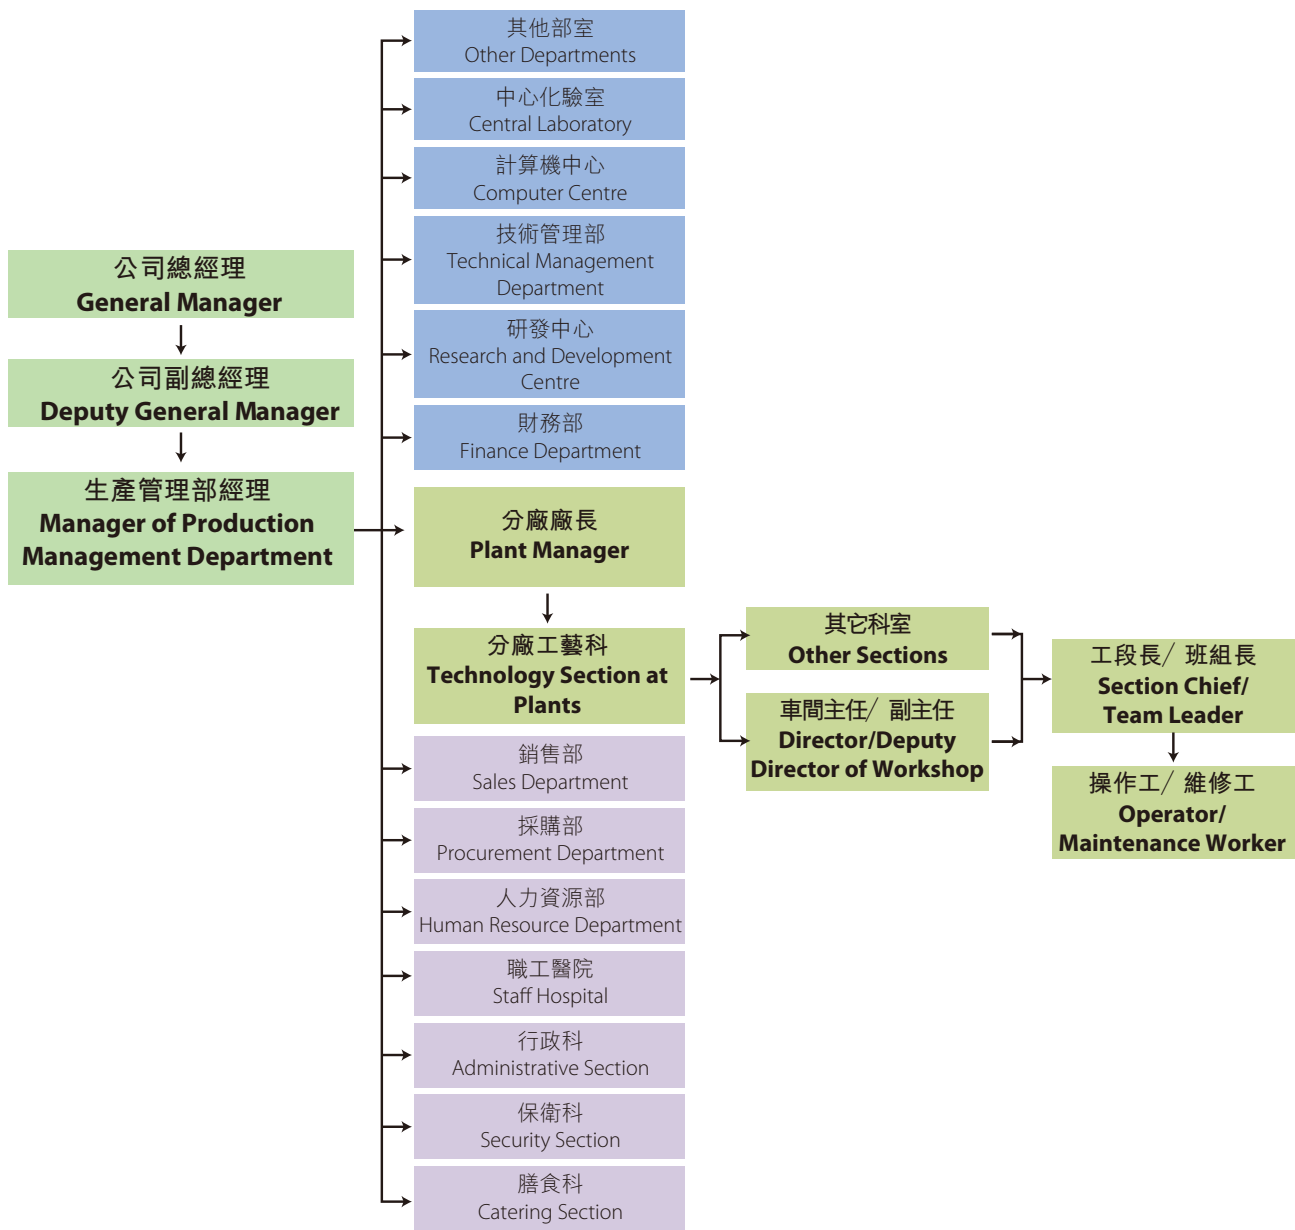 公司總經理
General Manager
公司副總經理
Deputy General Manager
生產管理部經理
Manager of Production
Management Department
其他部室
Other Departments
中心化驗室
Central Laboratory
計算機中心
Computer Centre
技術管理部
Technical Management
Department
研發中心
Research and Development
Centre
財務部
Finance Department
分廠廠長
Plant Manager
分廠工藝科
Technology Section at
Plants
銷售部
Sales Department
採購部
Procurement Department
人力資源部
Human Resource Department
職工醫院
Staff Hospital
行政科
Administrative Section
保衛科
Security Section
膳食科
Catering Section
其它科室
Other Sections
車間主任/ 副主任
Director/Deputy
Director of Workshop
工段長/ 班組長
Section Chief/
Team Leader
操作工/ 維修工
Operator/
Maintenance Worker